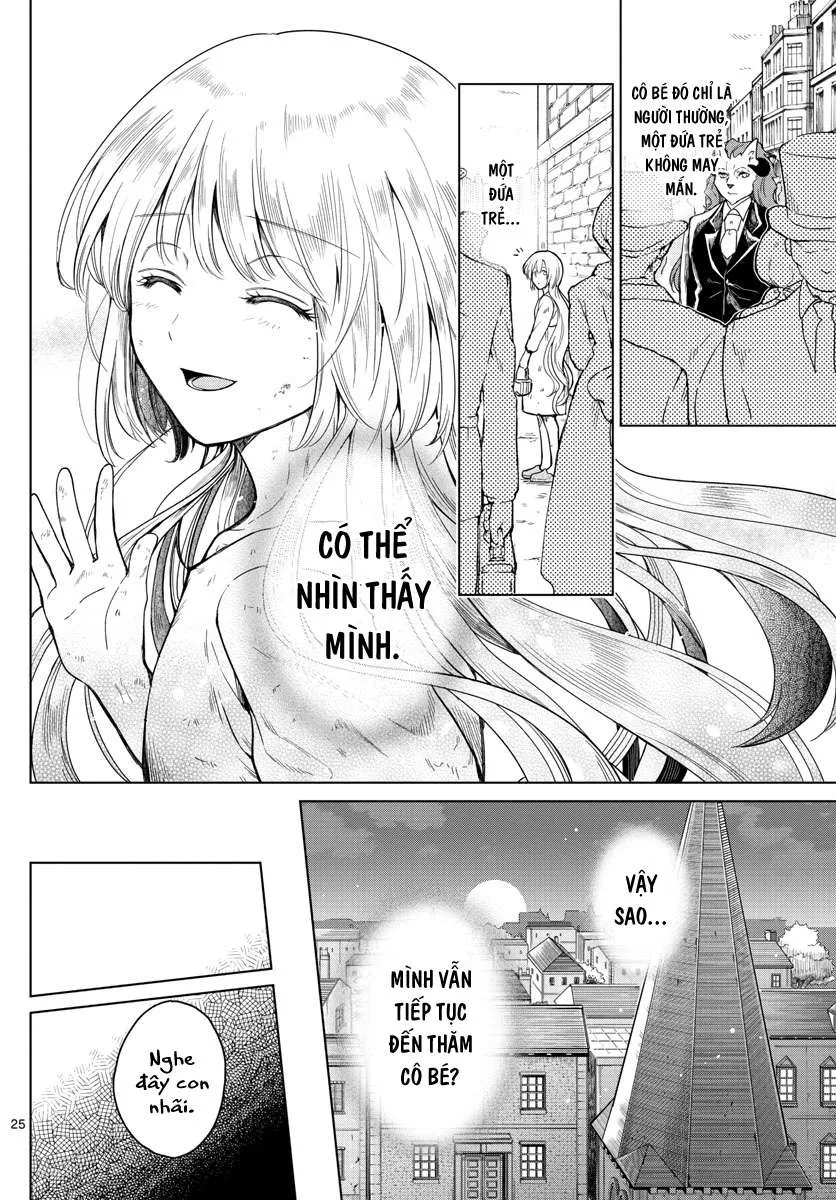 CÔ BÉ ĐÓ CHỈ LÀ
NGƯỜI THƯỜNG,
MỘT ĐỨA TRẺ
KHÔNG MAY
MẮN.
MỘT
ĐỨA
TRẺ...
CÓ THỂ
NHÌN THẤY
MÌNH.
VẬY
SAO...
MÌNH VẪN
TIẾP TỤC
ĐẾN THĂM
CÔ BÉ?
Nghe
đây con
nhãi.
25